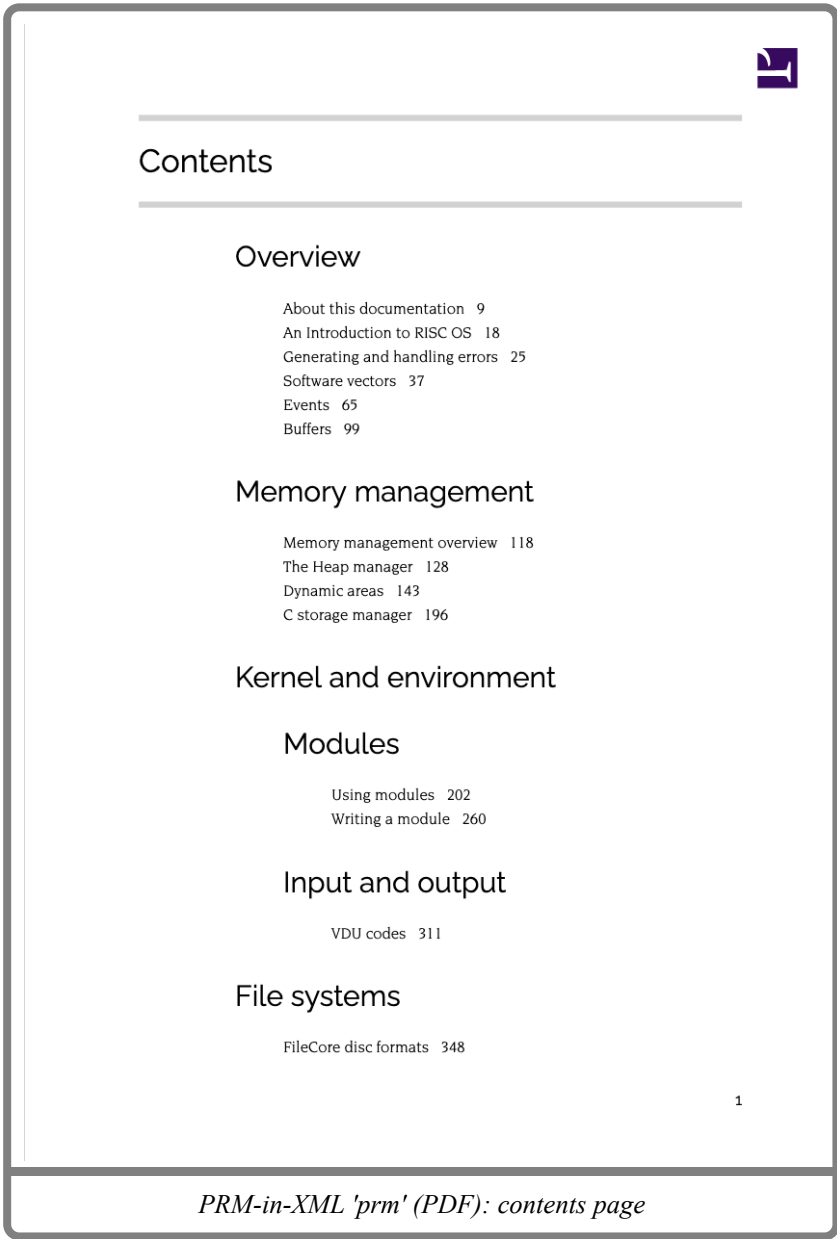 Contents
Overview
About this documentation 9
An Introduction to RISC OS 18
Generating and handling errors 25
Software vectors 37
Events 65
Buffers 99
Memory management
Memory management overview 118
The Heap manager 128
Dynamic areas 143
C storage manager 196
Kernel and environment
Modules
Using modules 202
Writing a module 260
Input and output
VDU codes 311
File systems
FileCore disc formats 348
1
PRM-in-XML 'prm' (PDF): contents page